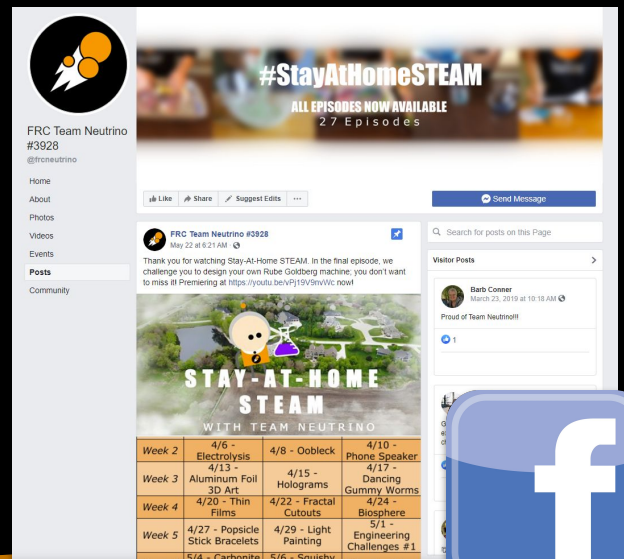 #StayAtHomeSTEAM
ALL EPISODES NOW AVAILABLE
27 Episodes
FRC Team Neutrino
#3928
@frcneutrino
Home
About
Photos
Videos
Events
Posts
Community
Like
Share
Suggest Edits
Send Message
FRC Team Neutrino #3928
May 22 at 6:21 AM
Thank you for watching Stay-At-Home STEAM. In the final episode, we
challenge you to design your own Rube Goldberg machine; you don't want
to miss it! Premiering at https://youtu.be/vPj19V9nvWc now!
STAY-AT-HOME
STEAM
WITH TEAM NEUTRINO
Week 2
4/6 -
Electrolysis
4/8 - Oobleck
4/10 -
Phone Speaker
Week 3
4/13 -
Aluminum Foil
3D Art
4/15 -
Holograms
4/17 -
Dancing
Gummy Worms
Week 4
4/20 - Thin
Films
4/22 - Fractal
Cutouts
4/24 -
Biosphere
Week 5
4/27 - Popsicle
Stick Bracelets
4/29 - Light
Painting
5/1 -
Engineering
Challenges #1
5/4 - Carbonite
5/6 - Squishy
Search for posts on this Page
Visitor Posts
Barb Conner
March 23, 2019 at 10:18 AM
Proud of Team Neutrino!!!
1
f